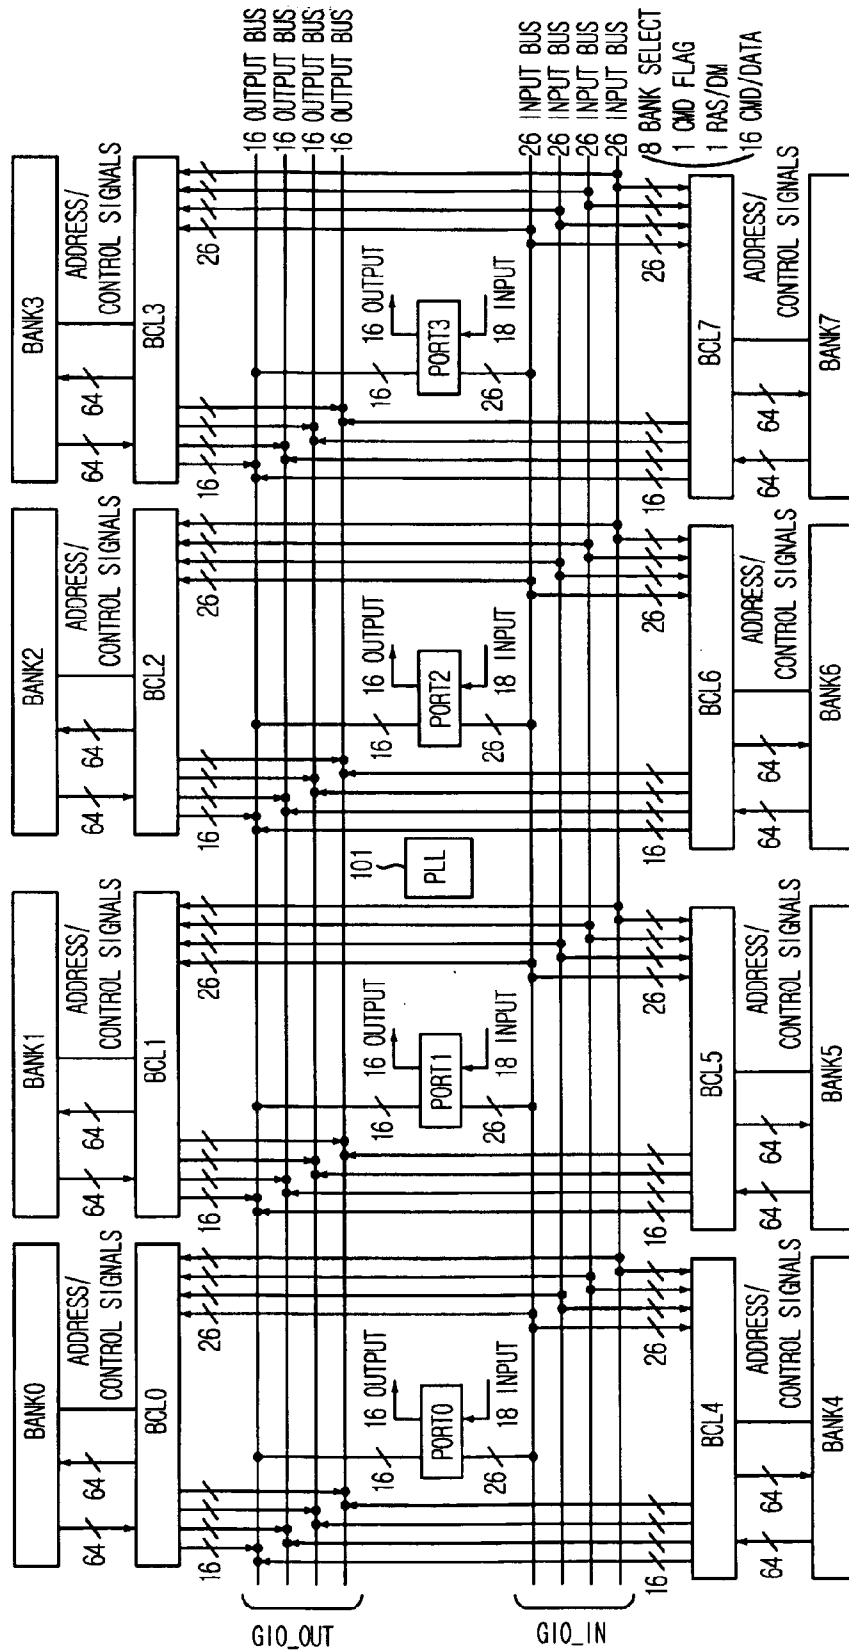 BANK0
64
64
ADDRESS/
CONTROL SIGNALS
BCL0
16
26
BANK1
64
64
ADDRESS/
CONTROL SIGNALS
BCL1
16
26
BANK2
64
64
ADDRESS/
CONTROL SIGNALS
BCL2
16
26
BANK3
64
64
ADDRESS/
CONTROL SIGNALS
BCL3
16
26
GIO_OUT
16 OUTPUT BUS
16 OUTPUT BUS
16 OUTPUT BUS
16 OUTPUT BUS
16
16 OUTPUT
PORT0
26
18 INPUT
16
16 OUTPUT
PORT1
26
18 INPUT
101
PLL
16
16 OUTPUT
PORT2
26
18 INPUT
16
16 OUTPUT
PORT3
26
18 INPUT
GIO_IN
26 INPUT BUS
26 INPUT BUS
26 INPUT BUS
26 INPUT BUS
8 BANK SELECT
1 CMD FLAG
1 RAS/DM
16 CMD/DATA
16
26
BCL4
64
64
ADDRESS/
CONTROL SIGNALS
BANK4
16
26
BCL5
64
64
ADDRESS/
CONTROL SIGNALS
BANK5
16
26
BCL6
64
64
ADDRESS/
CONTROL SIGNALS
BANK6
16
26
BCL7
64
64
ADDRESS/
CONTROL SIGNALS
BANK7